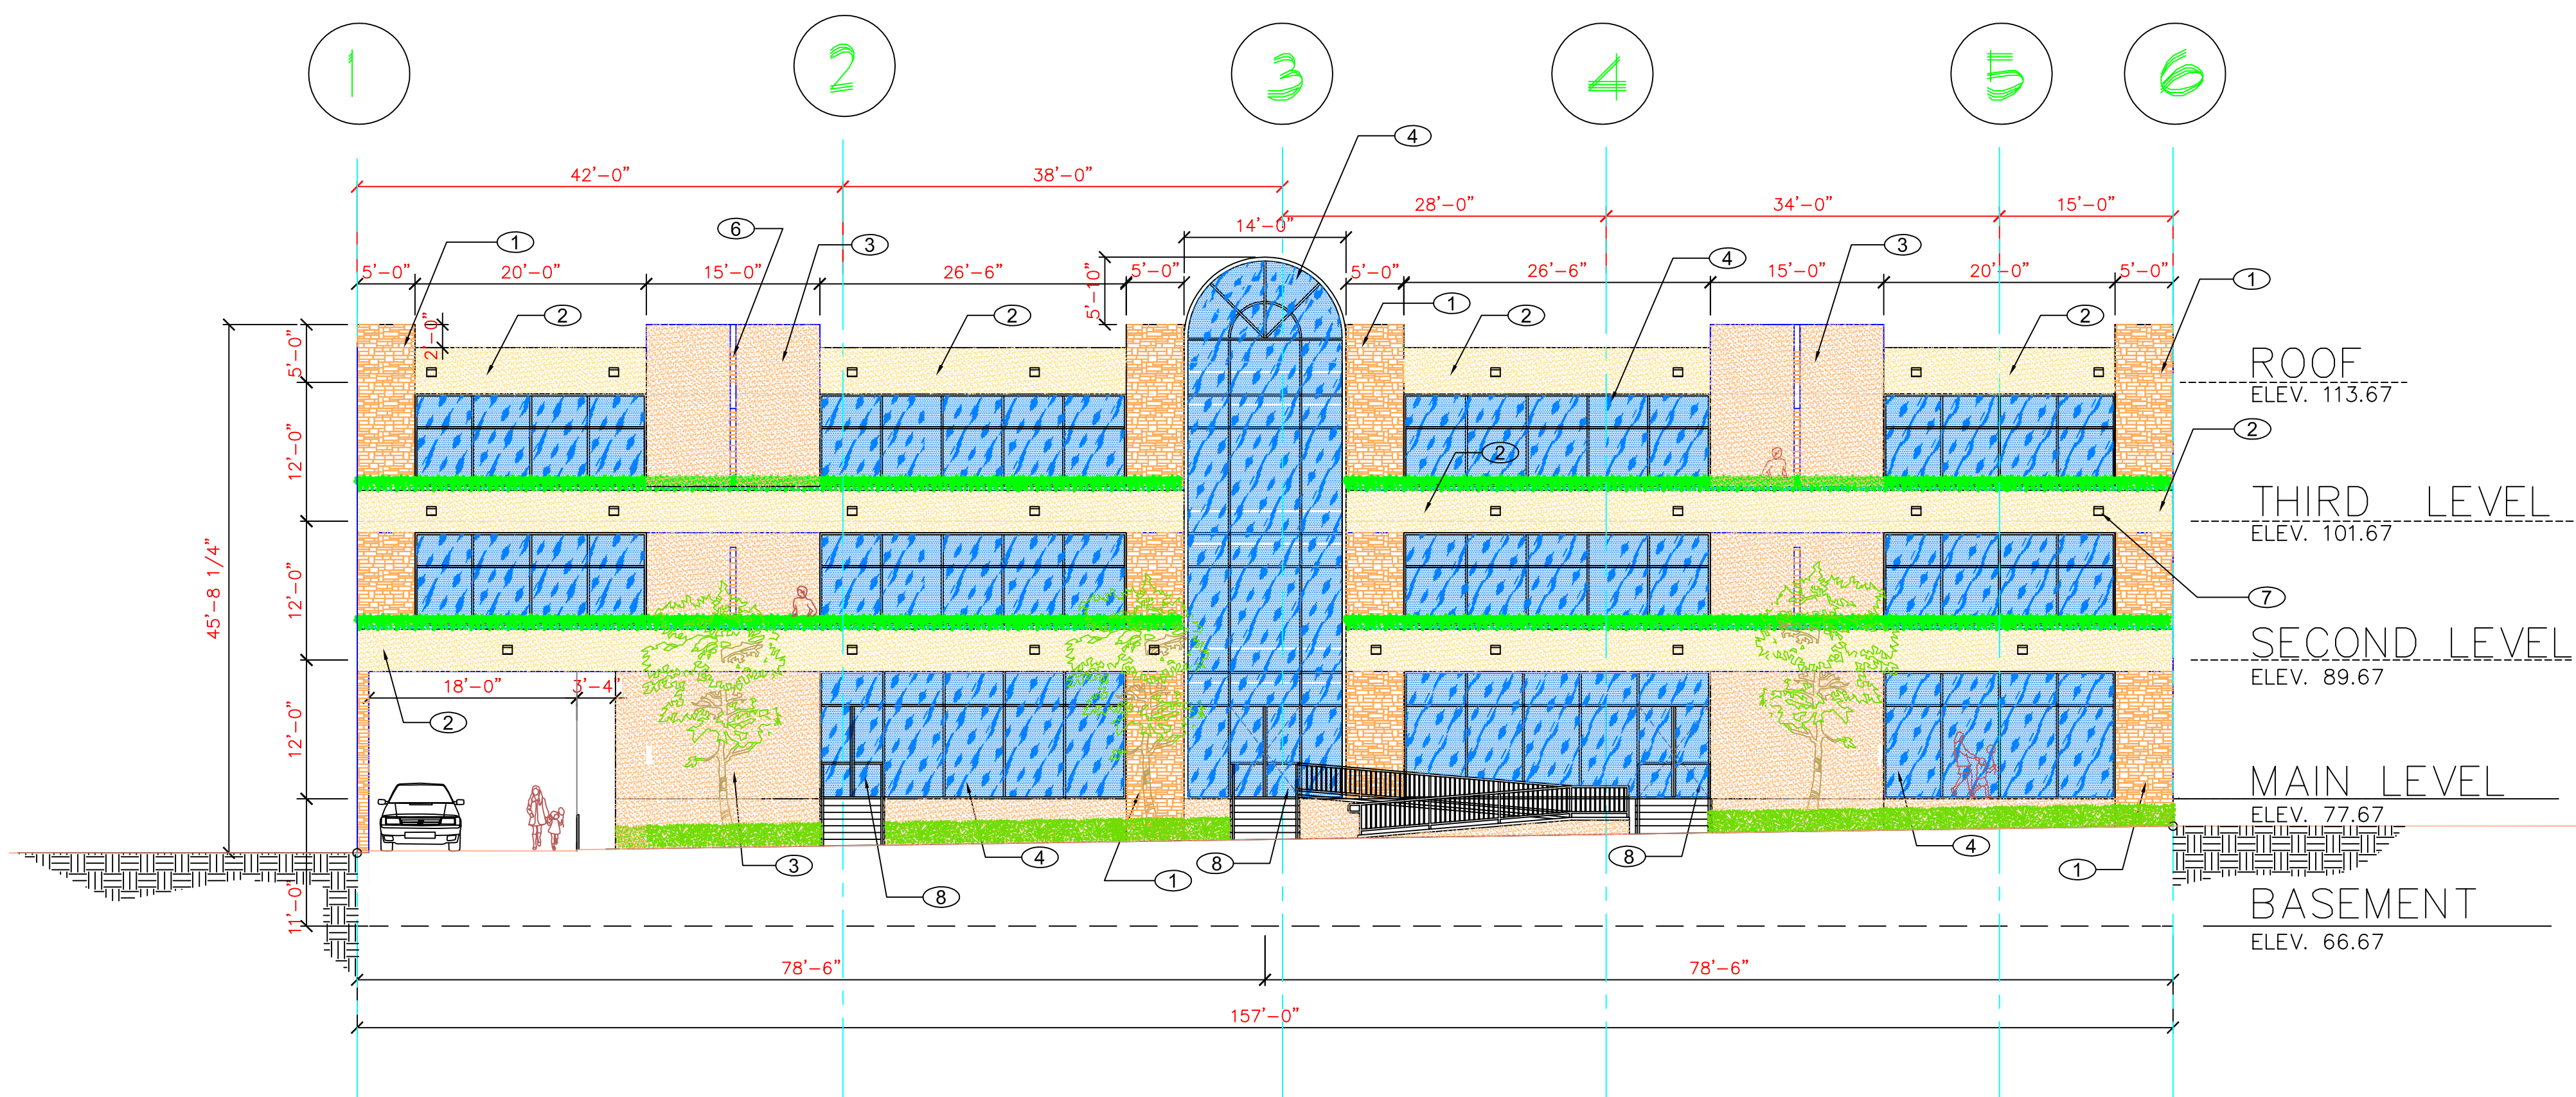 1 2 3 4 5 6
4
42'-0" 38'-0"
28'-0" 34'-0" 15'-0"
14'-0"
1 6 3 4 3 1
5'-0" 20'-0" 15'-0" 26'-6" 5'-10" 5'-0" 5'-0" 26'-6" 15'-0" 20'-0" 5'-0"
2 2 1 2 2
5'-0" 2'-0"
ROOF
ELEV. 113.67
12'-0"
2 2
THIRD LEVEL
ELEV. 101.67
45'-8 1/4"
12'-0"
7
SECOND LEVEL
ELEV. 89.67
18'-0" 3'-4"
2
12'-0"
MAIN LEVEL
ELEV. 77.67
3 4 8 8 4
1 1
8
11'-0"
BASEMENT
ELEV. 66.67
78'-6" 78'-6"
157'-0"